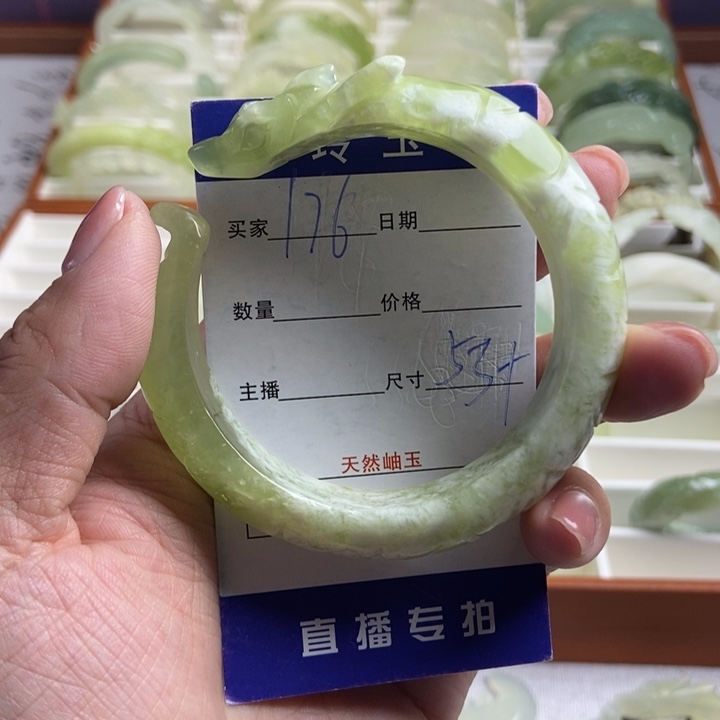 玉
买家 176 日期
数量 价格
主播 尺寸 53+
天然岫玉
直播专拍